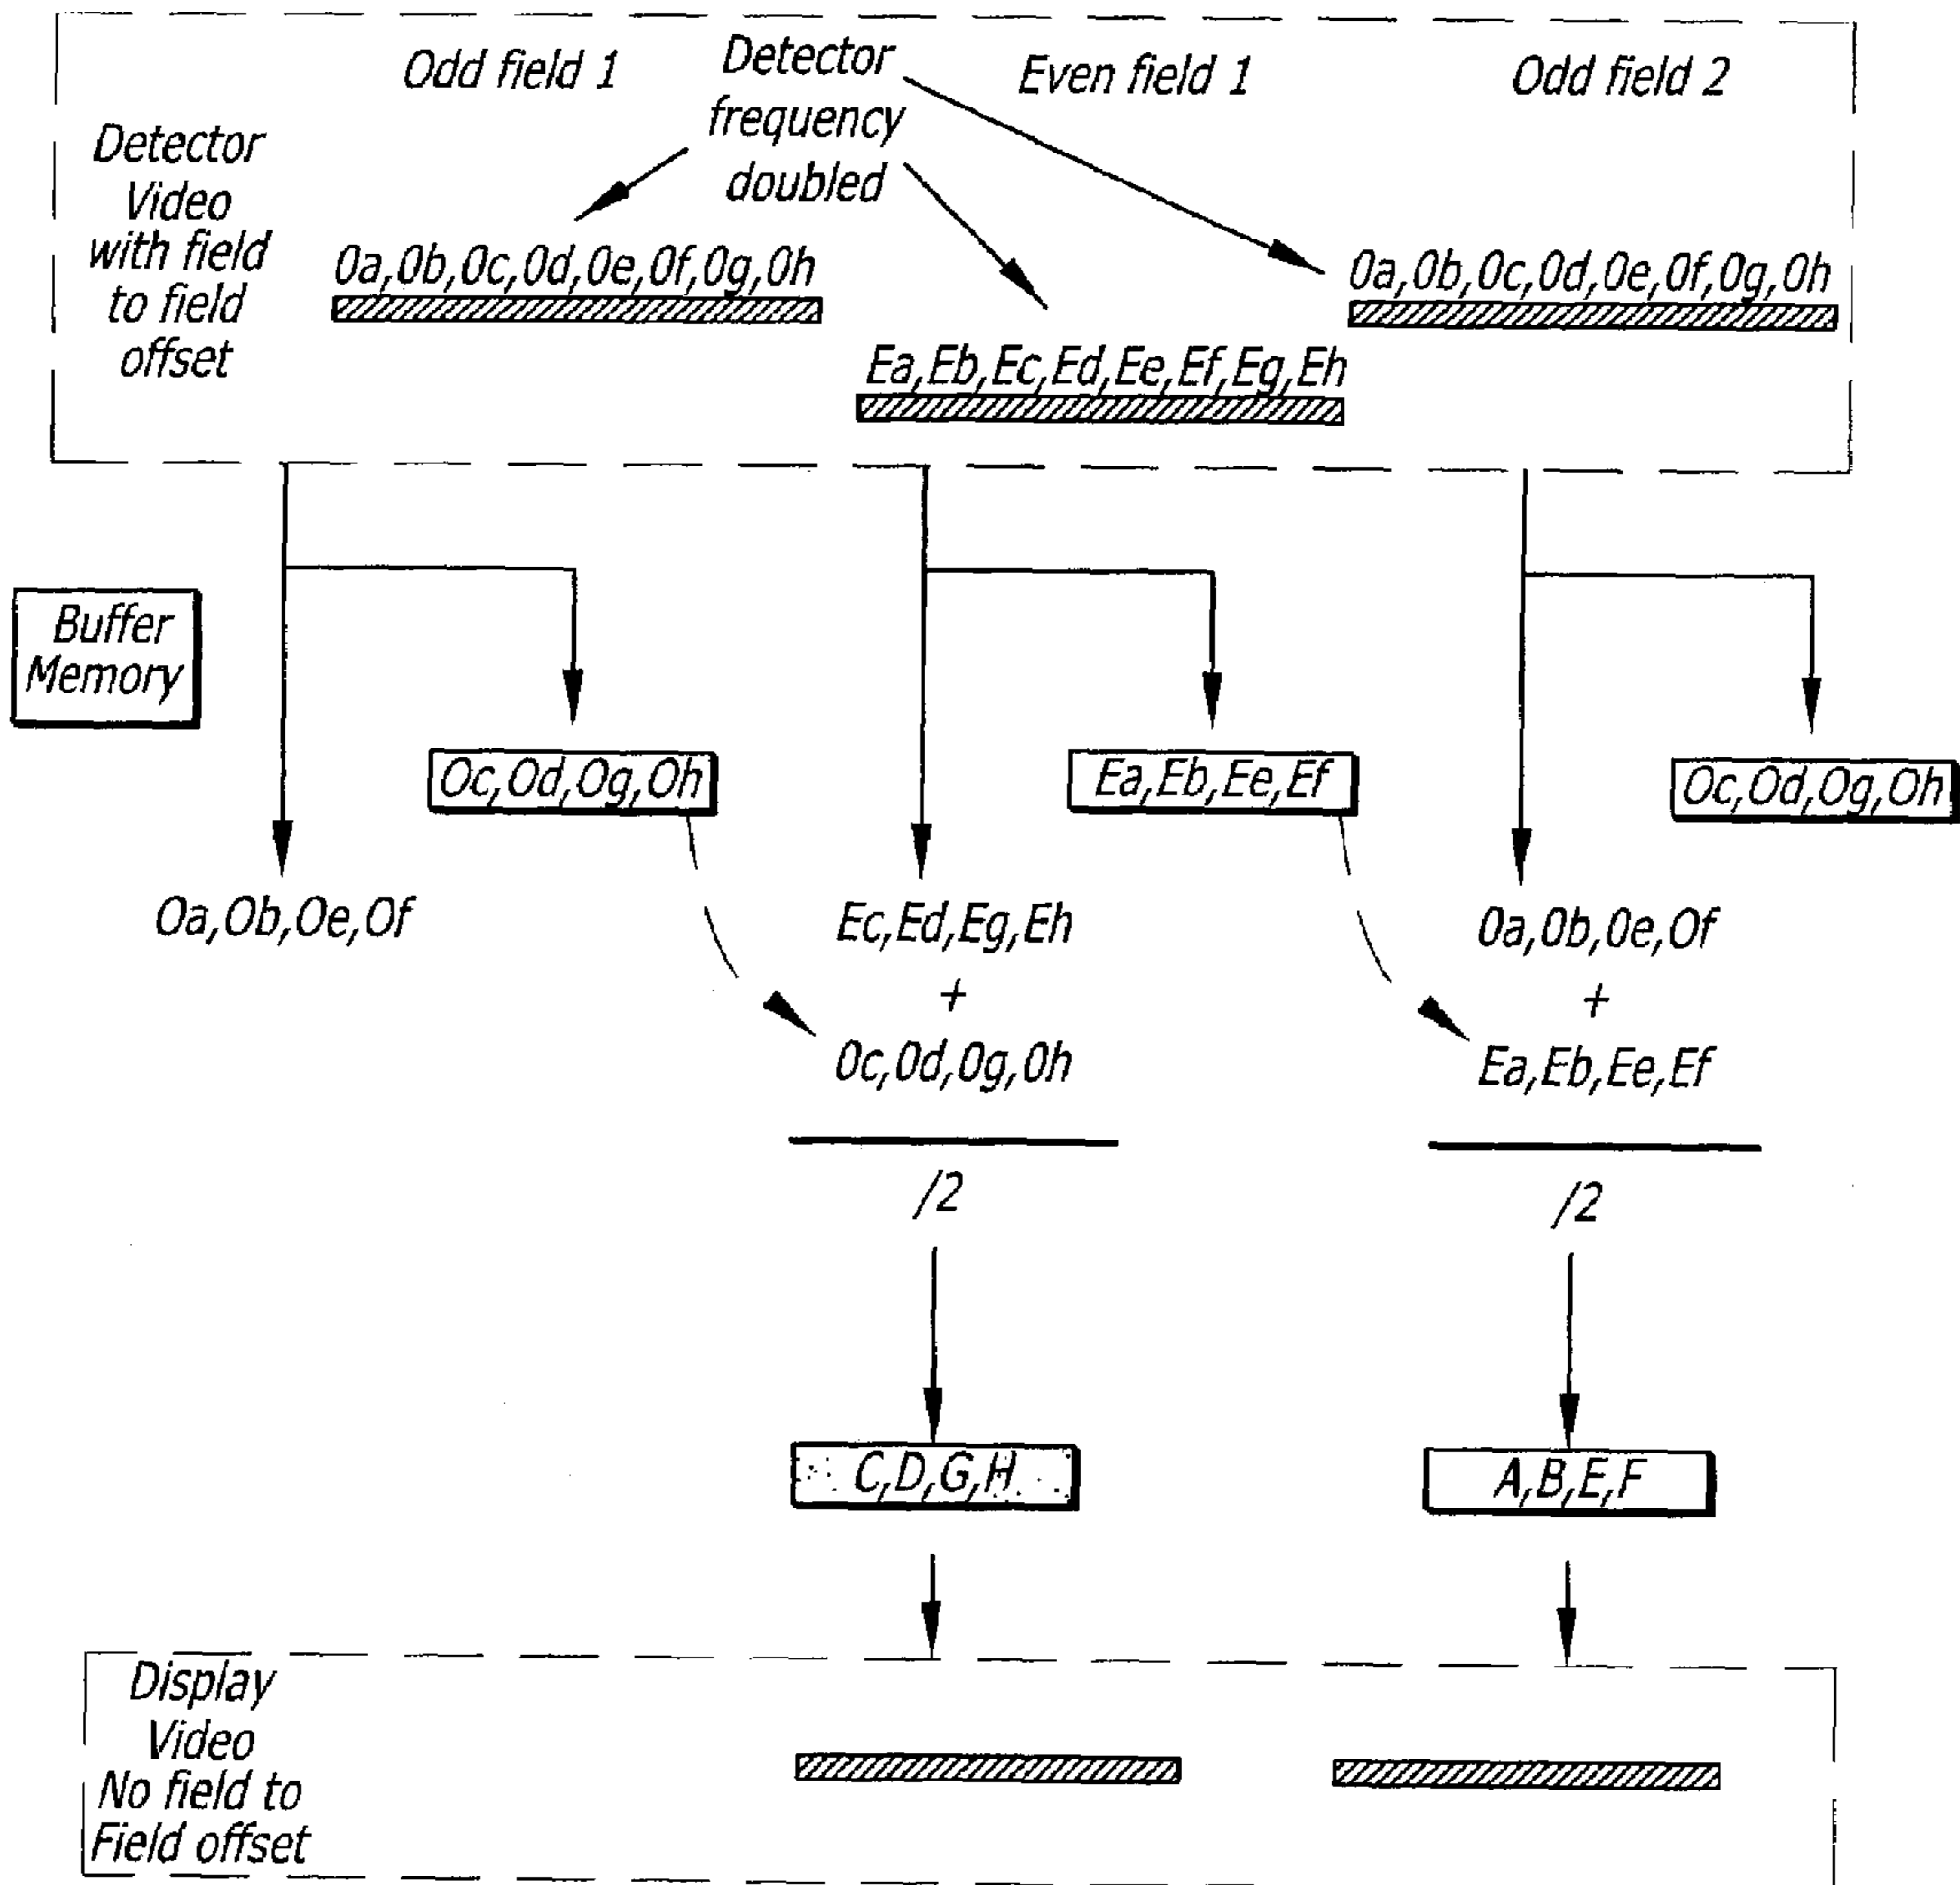 Odd field 1
Detector
frequency
doubled
Even field 1
Odd field 2
Detector
Video
with field
to field
offset
0a,0b,0c,0d,0e,0f,0g,0h
0a,0b,0c,0d,0e,0f,0g,0h
Ea,Eb,Ec,Ed,Ee,Ef,Eg,Eh
Buffer
Memory
Oc,Od,Og,Oh
Ea,Eb,Ee,Ef
Oc,Od,Og,Oh
Oa,Ob,Oe,Of
Ec,Ed,Eg,Eh
+
0c,0d,0g,0h
/2
0a,0b,0e,0f
+
Ea,Eb,Ee,Ef
/2
C,D,G,H
A,B,E,F
Display
Video
No field to
Field offset